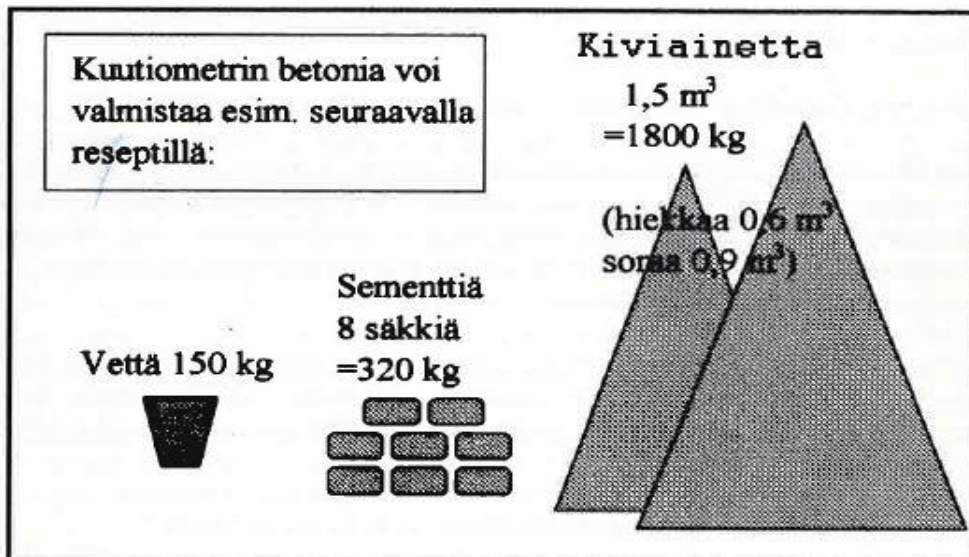 Kuutiometrin betonia voi
valmistaa esim. seuraavalla
reseptillä:
Kiviainetta
1,5 m³
=1800 kg
(hiekkaa 0,6 m³
soraa 0,9 m³)
Sementtiä
8 säkkiä
=320 kg
Vettä 150 kg